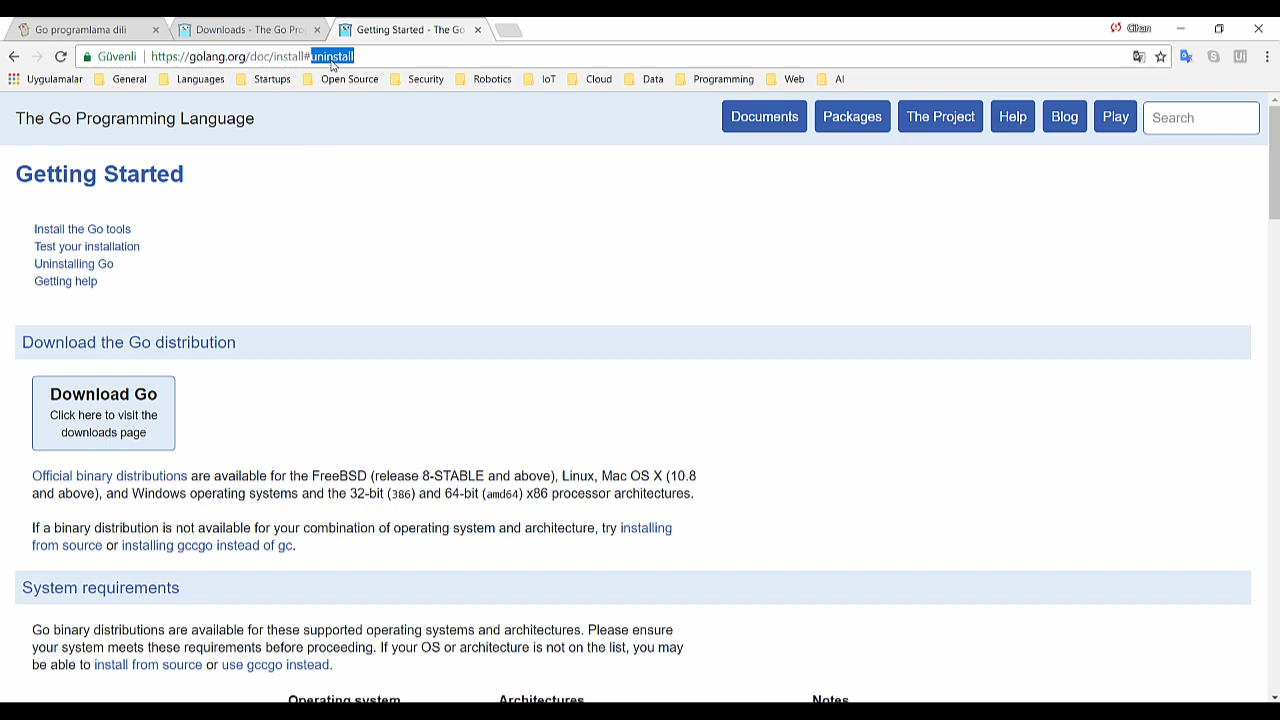 Go programlama dili
Downloads - The Go Pro
Getting Started - The Go
Cihan
Güvenli
https://golang.org/doc/install#uninstall
Uygulamalar
General
Languages
Startups
Open Source
Security
Robotics
IoT
Cloud
Data
Programming
Web
AI
The Go Programming Language
Documents
Packages
The Project
Help
Blog
Play
Search
Getting Started
Install the Go tools
Test your installation
Uninstalling Go
Getting help
Download the Go distribution
Download Go
Click here to visit the
downloads page
Official binary distributions are available for the FreeBSD (release 8-STABLE and above), Linux, Mac OS X (10.8
and above), and Windows operating systems and the 32-bit (386) and 64-bit (amd64) x86 processor architectures.
If a binary distribution is not available for your combination of operating system and architecture, try installing
from source or installing gccgo instead of gc.
System requirements
Go binary distributions are available for these supported operating systems and architectures. Please ensure
your system meets these requirements before proceeding. If your OS or architecture is not on the list, you may
be able to install from source or use gccgo instead.
Operating system
Architectures
Notes